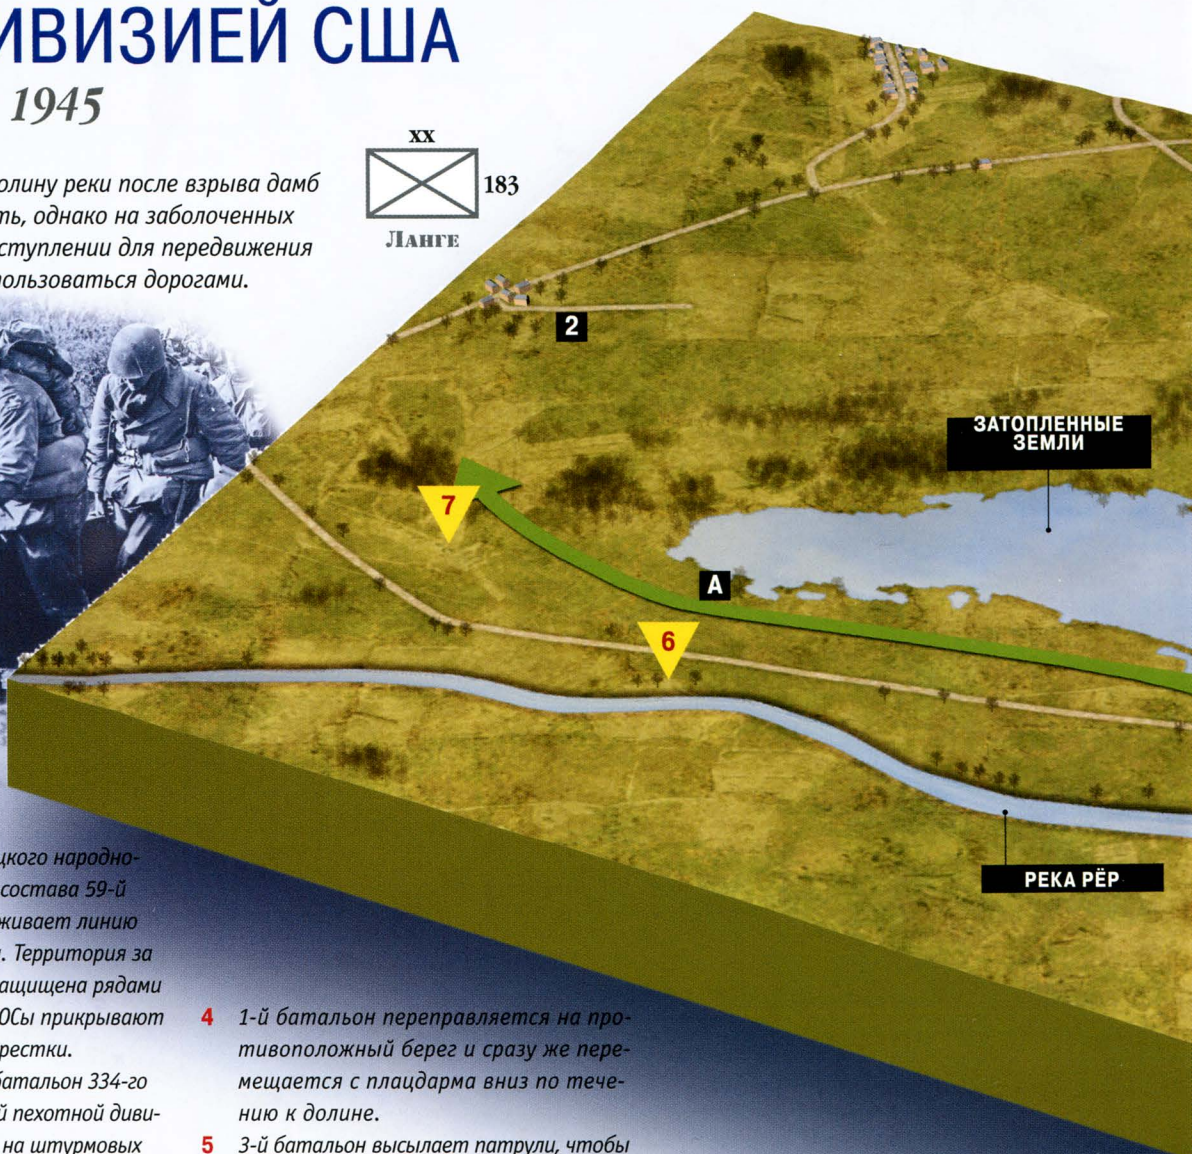 ИВИЗИЕЙ США
1945
олину реки после взрыва дамб
ть, однако на заболоченных
ступлении для передвижения
пользоваться дорогами.
XX
183
ЛАНГЕ
2
ЗАТОПЛЕННЫЕ
ЗЕМЛИ
7
A
6
РЕКА РЁР
цкого народно-
состава 59-й
живает линию
. Территория за
ащищена рядами
ОСы прикрывают
рестки.
батальон 334-го
й пехотной диви-
на штурмовых
4 1-й батальон переправляется на про-
тивоположный берег и сразу же пере-
мещается с плацдарма вниз по тече-
нию к долине.
5 3-й батальон высылает патрули, чтобы